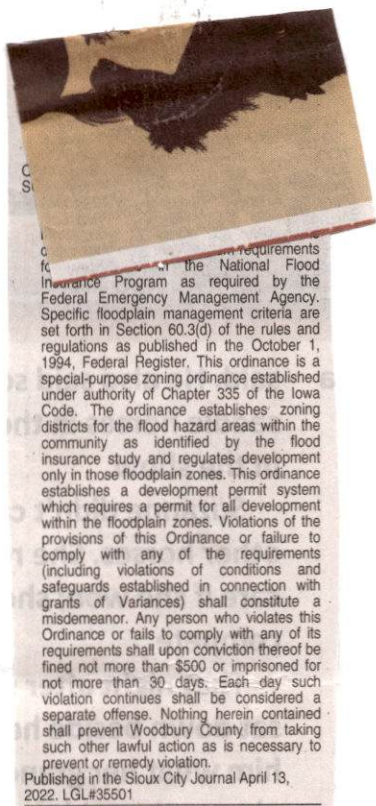 requirements
the National Flood
Insurance Program as required by the
Federal Emergency Management Agency.
Specific floodplain management criteria are
set forth in Section 60.3(d) of the rules and
regulations as published in the October 1,
1994, Federal Register. This ordinance is a
special-purpose zoning ordinance established
under authority of Chapter 335 of the Iowa
Code. The ordinance establishes zoning
districts for the flood hazard areas within the
community as identified by the flood
insurance study and regulates development
only in those floodplain zones. This ordinance
establishes a development permit system
which requires a permit for all development
within the floodplain zones. Violations of the
provisions of this Ordinance or failure to
comply with any of the requirements
(including violations of conditions and
safeguards established in connection with
grants of Variances) shall constitute a
misdemeanor. Any person who violates this
Ordinance or fails to comply with any of its
requirements shall upon conviction thereof be
fined not more than $500 or imprisoned for
not more than 30 days. Each day such
violation continues shall be considered a
separate offense. Nothing herein contained
shall prevent Woodbury County from taking
such other lawful action as is necessary to
prevent or remedy violation.
Published in the Sioux City Journal April 13,
2022. LGL#35501